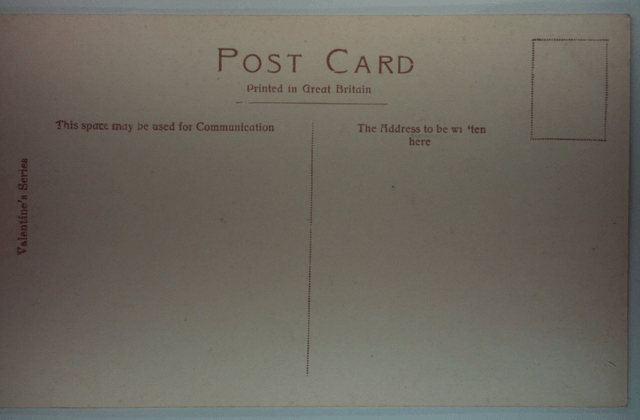 POST CARD
Printed in Great Britain
This space may be used for Communication
The Address to be written
here
Valentine's Series